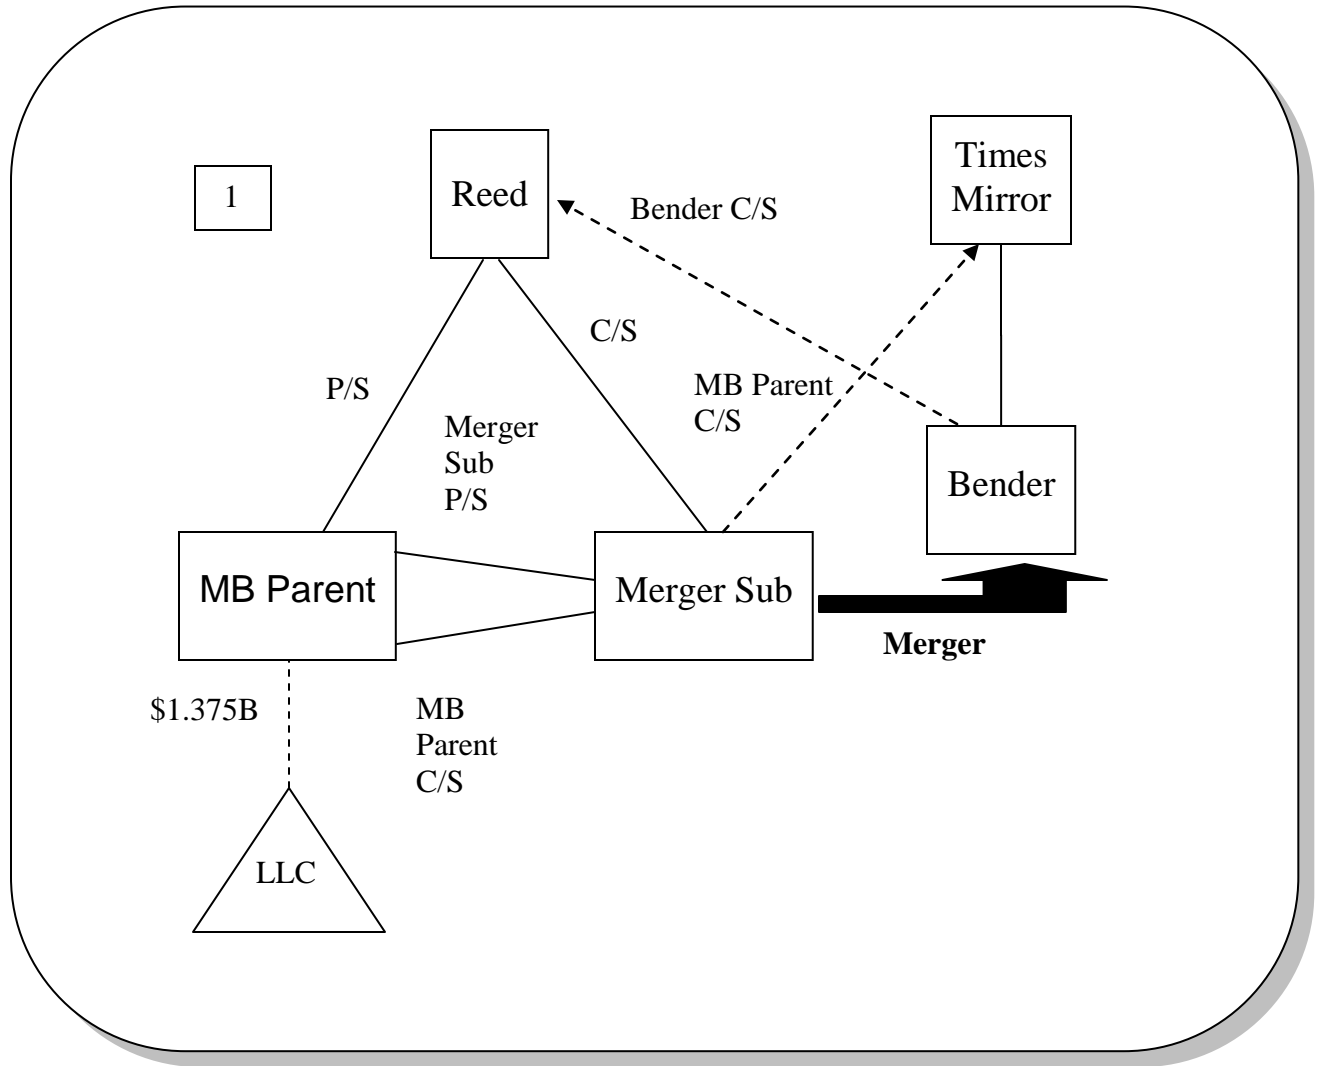 1
Reed
Times
Mirror
Bender C/S
C/S
P/S
MB Parent
C/S
Merger
Sub
P/S
Bender
MB Parent
Merger Sub
Merger
$1.375B
MB
Parent
C/S
LLC